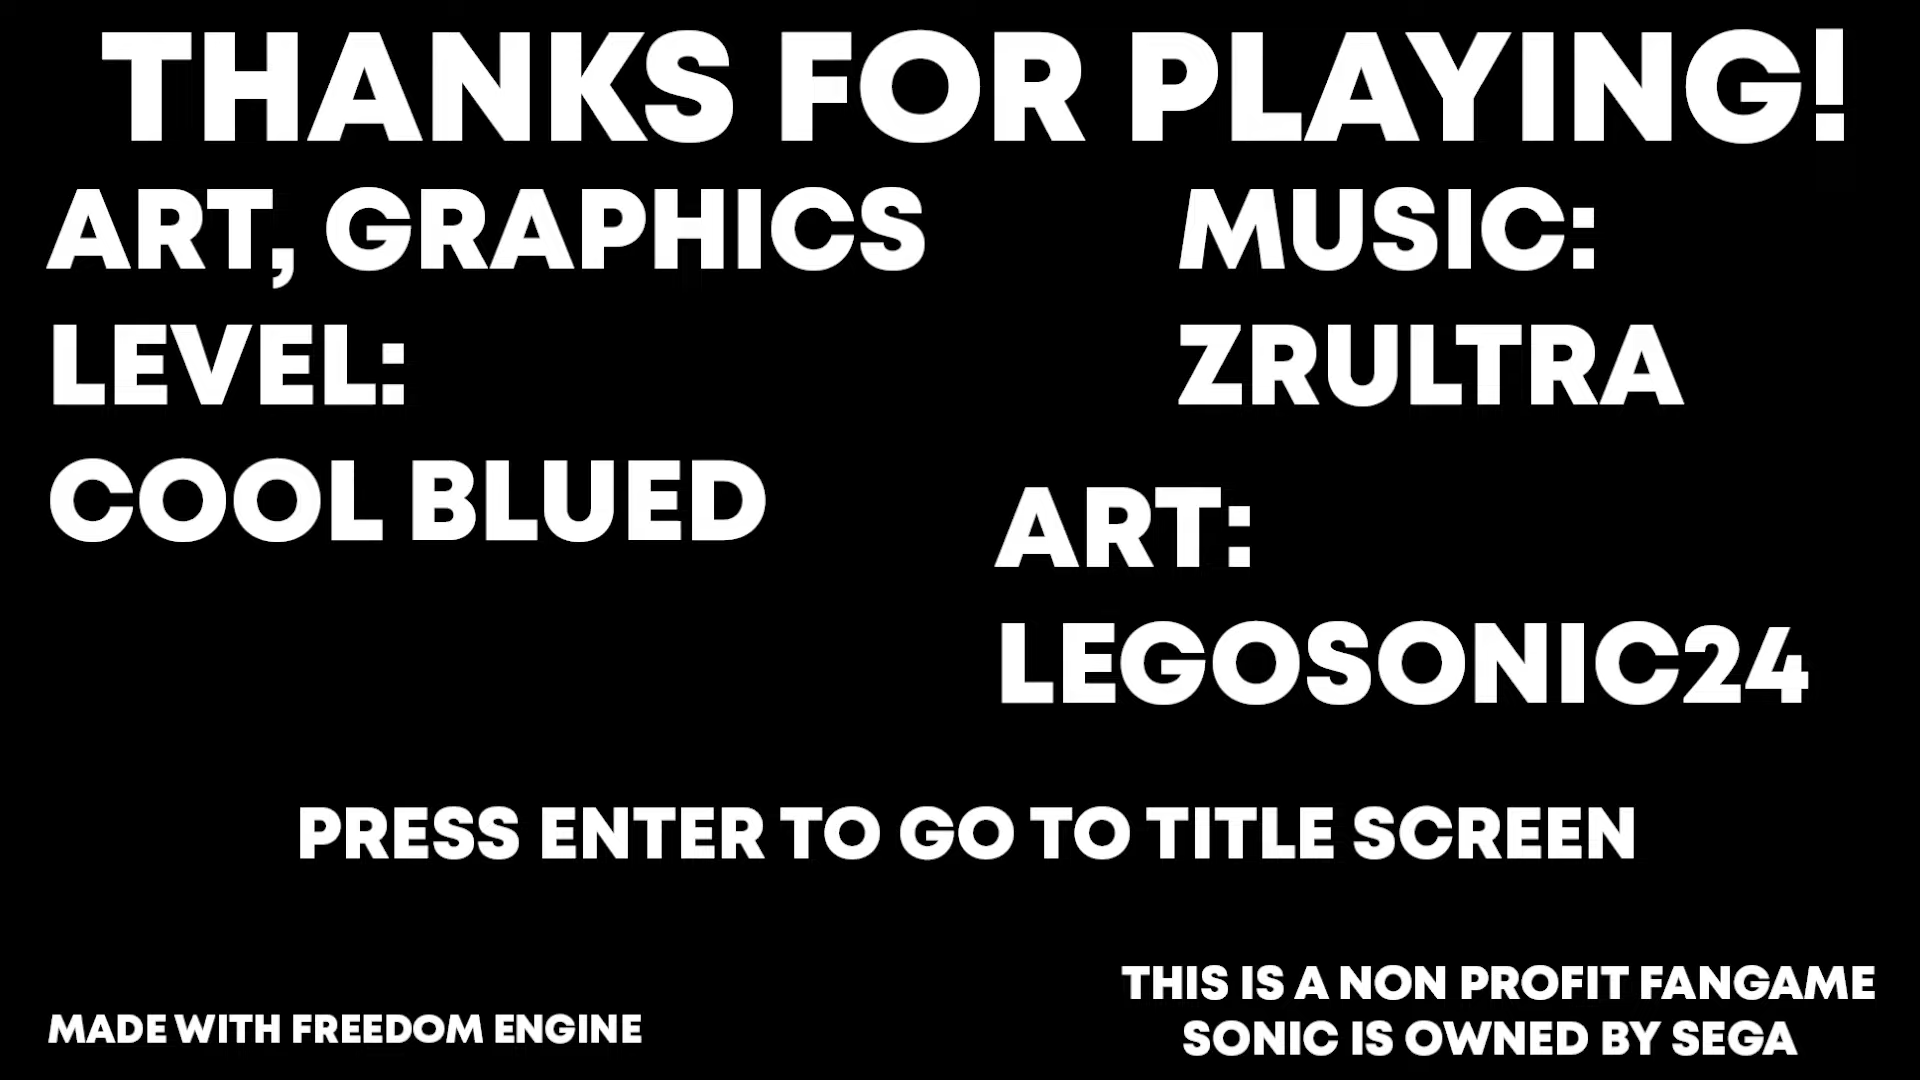 THANKS FOR PLAYING!
ART, GRAPHICS
LEVEL:
COOL BLUED
MUSIC:
ZRULTRA
ART:
LEGOSONIC24
PRESS ENTER TO GO TO TITLE SCREEN
MADE WITH FREEDOM ENGINE
THIS IS A NON PROFIT FANGAME
SONIC IS OWNED BY SEGA